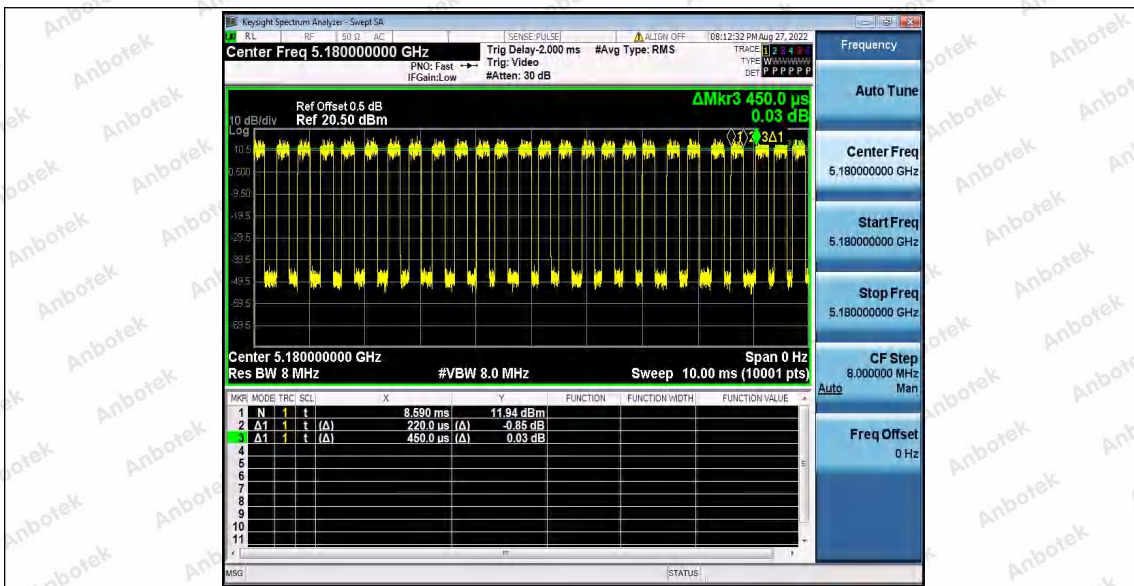 Keysight Spectrum Analyzer - Swept SA
RL RF 50 Ω AC SENSE:PULSE ALIGN OFF 08:12:32 PM Aug 27, 2022
Center Freq 5.180000000 GHz
PNO: Fast
IFGain:Low
Trig Delay-2.000 ms
Trig: Video
#Atten: 30 dB
#Avg Type: RMS
TRACE 1 2 3 4 5 6
TYPE WWWWWW
DET P P P P P P
ΔMkr3 450.0 µs
0.03 dB
Ref Offset 0.5 dB
10 dB/div Ref 20.50 dBm
Log
1 2 3Δ1
10.5
0.500
-9.50
-19.5
-29.5
-39.5
-49.5
-59.5
-69.5
Center 5.180000000 GHz Span 0 Hz
Res BW 8 MHz #VBW 8.0 MHz Sweep 10.00 ms (10001 pts)
MKR MODE TRC SCL X Y FUNCTION FUNCTION WIDTH FUNCTION VALUE
1 N 1 t 8.590 ms 11.94 dBm
2 Δ1 1 t (Δ) 220.0 µs (Δ) -0.85 dB
3 Δ1 1 t (Δ) 450.0 µs (Δ) 0.03 dB
4
5
6
7
8
9
10
11
MSG STATUS
Frequency
Auto Tune
Center Freq
5.180000000 GHz
Start Freq
5.180000000 GHz
Stop Freq
5.180000000 GHz
CF Step
8.000000 MHz
Auto Man
Freq Offset
0 Hz
Anbotek